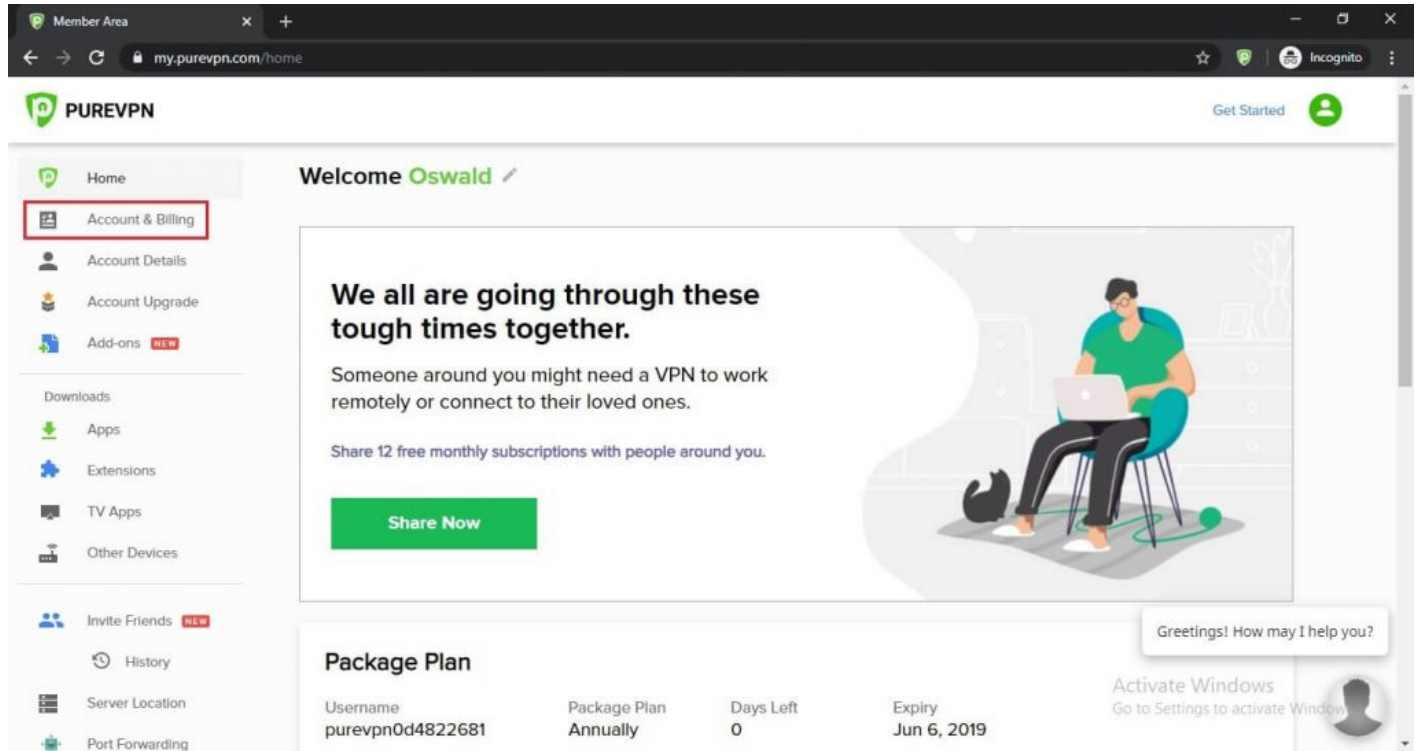 Member Area
my.purevpn.com/home
Incognito
PUREVPN
Get Started
Home
Account & Billing
Account Details
Account Upgrade
Add-ons NEW
Downloads
Apps
Extensions
TV Apps
Other Devices
Invite Friends NEW
History
Server Location
Port Forwarding
Welcome Oswald
We all are going through these
tough times together.
Someone around you might need a VPN to work
remotely or connect to their loved ones.
Share 12 free monthly subscriptions with people around you.
Share Now
Package Plan
Username
purevpn0d4822681
Package Plan
Annually
Days Left
0
Expiry
Jun 6, 2019
Greetings! How may I help you?
Activate Windows
Go to Settings to activate Window